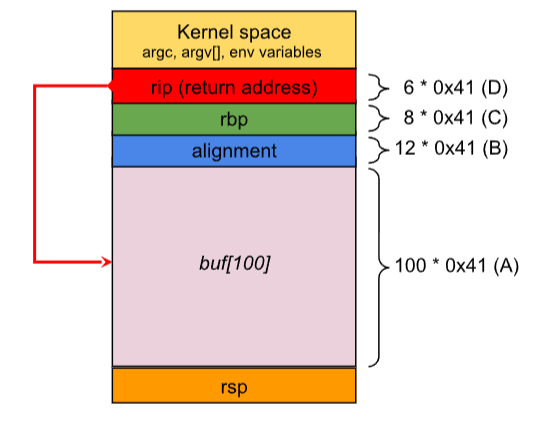 Kernel space
argc, argv[], env variables
rip (return address)
6 * 0x41 (D)
rbp
8 * 0x41 (C)
alignment
12 * 0x41 (B)
buf[100]
100 * 0x41 (A)
rsp